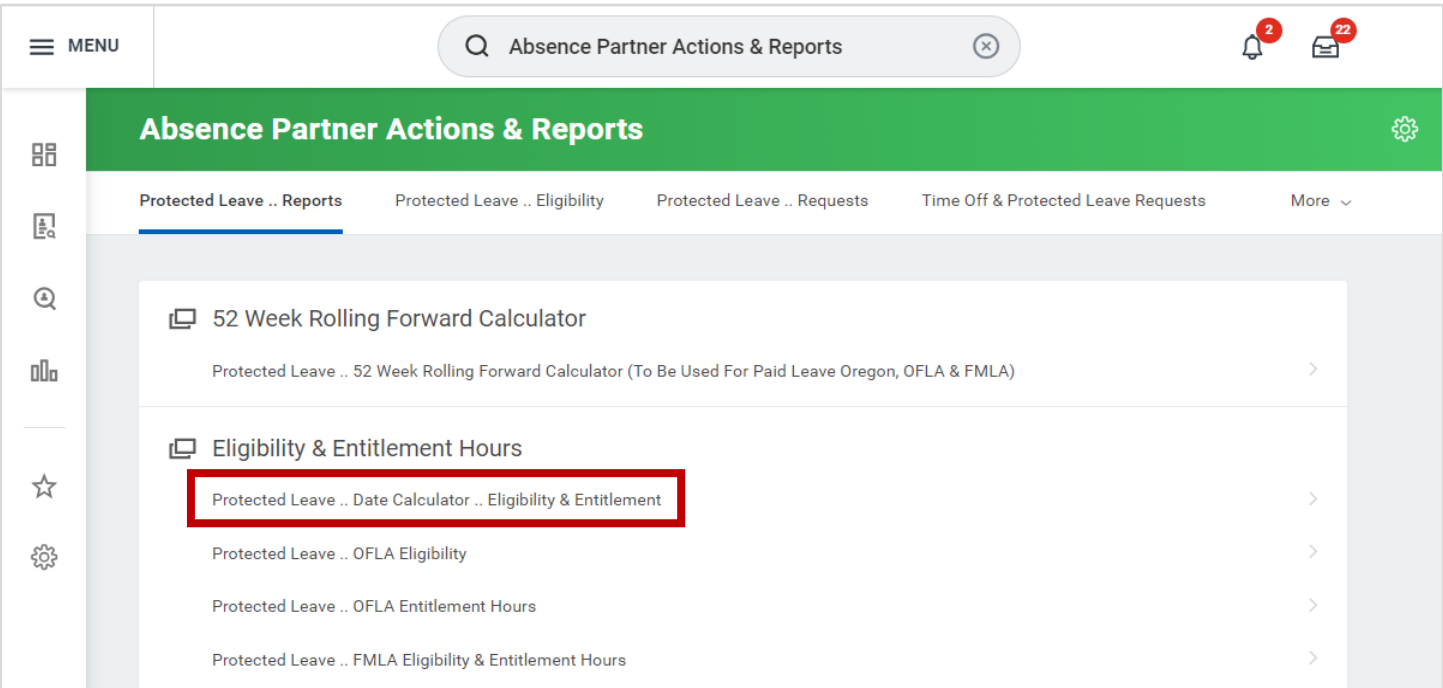 MENU
Absence Partner Actions & Reports
2
22
Absence Partner Actions & Reports
Protected Leave .. Reports
Protected Leave .. Eligibility
Protected Leave .. Requests
Time Off & Protected Leave Requests
More
52 Week Rolling Forward Calculator
Protected Leave .. 52 Week Rolling Forward Calculator (To Be Used For Paid Leave Oregon, OFLA & FMLA)
Eligibility & Entitlement Hours
Protected Leave .. Date Calculator .. Eligibility & Entitlement
Protected Leave .. OFLA Eligibility
Protected Leave .. OFLA Entitlement Hours
Protected Leave .. FMLA Eligibility & Entitlement Hours